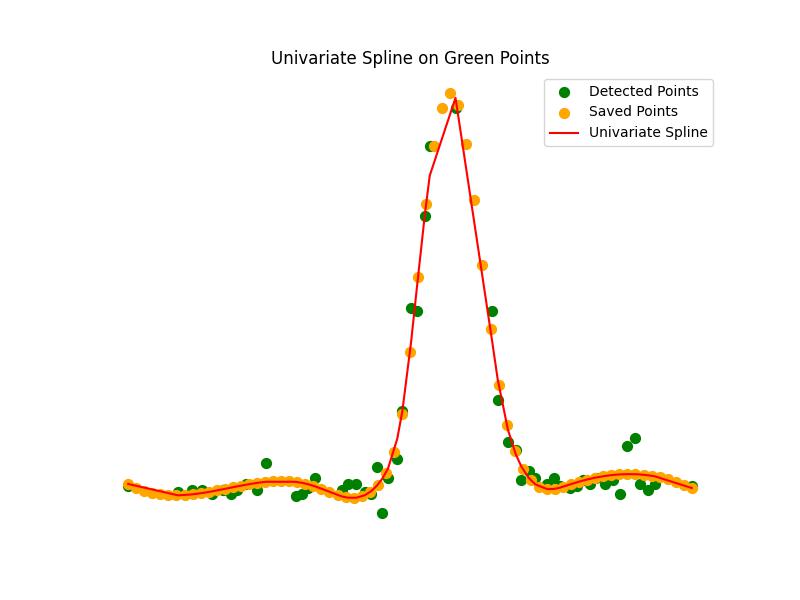 Univariate Spline on Green Points
Detected Points
Saved Points
Univariate Spline